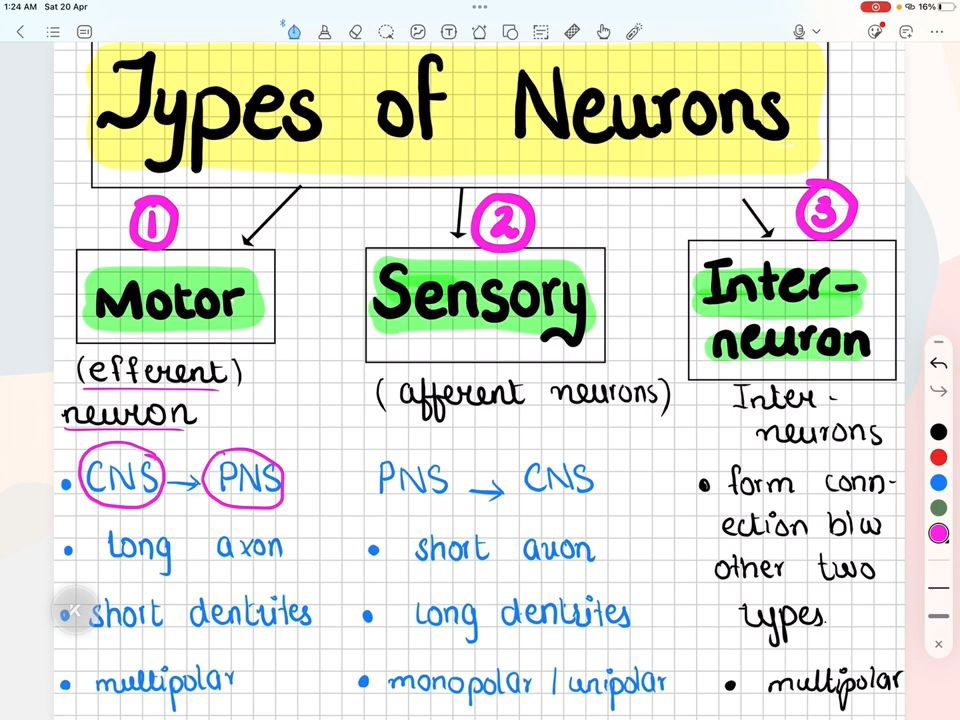 1:24 AM Sat 20 Apr
16%
Types of Neurons
1
2
3
Motor
Sensory
Inter-
neuron
(efferent)
neuron
(afferent neurons)
Inter-
neurons
• CNS → PNS
PNS → CNS
• form conn-
ection b/w
other two
types.
• long axon
• short axon
• short dentrites
• long dentrites
• multipolar
• monopolar / unipolar
• multipolar